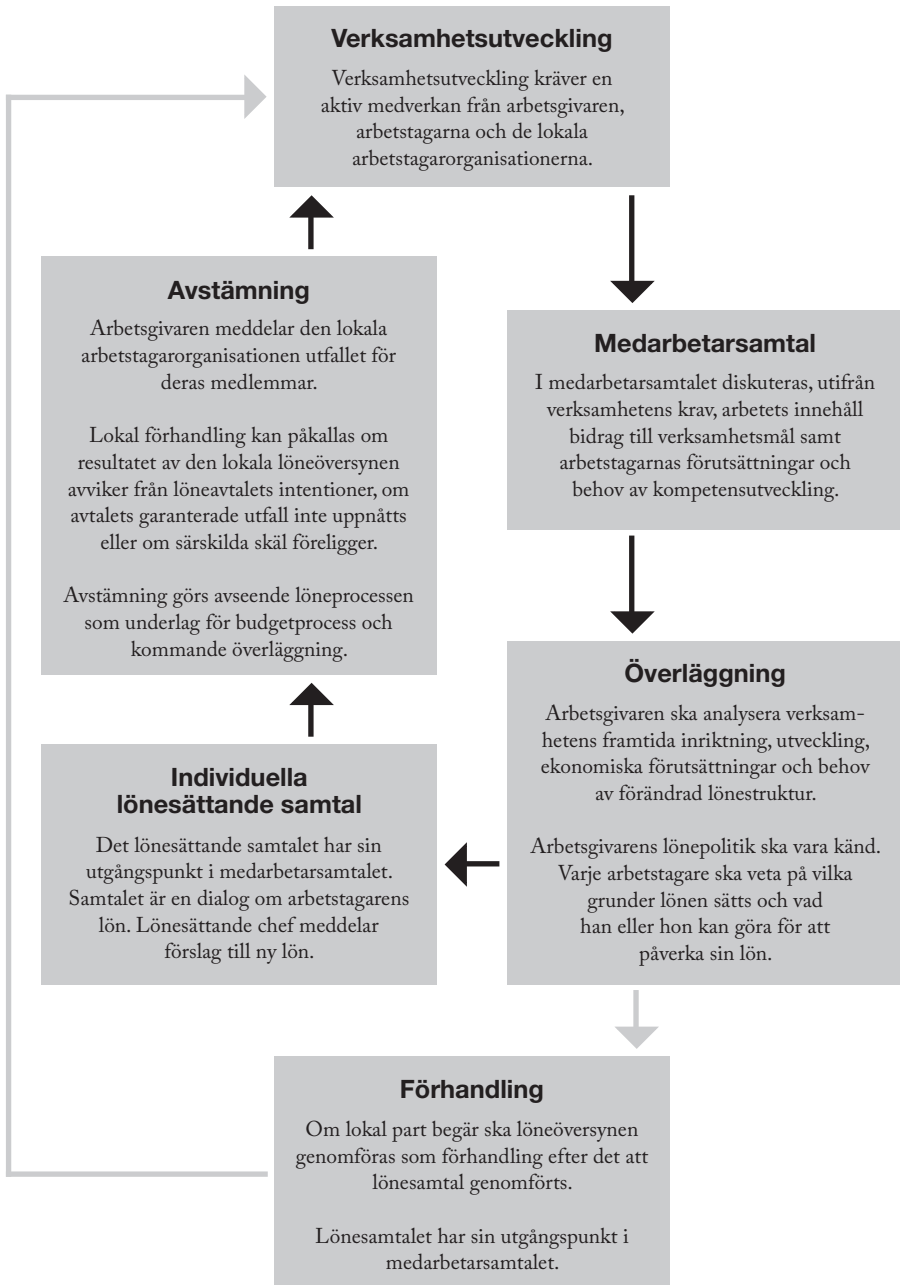 Verksamhetsutveckling
Verksamhetsutveckling kräver en
aktiv medverkan från arbetsgivaren,
arbetstagarna och de lokala
arbetstagarorganisationerna.
Avstämning
Arbetsgivaren meddelar den lokala
arbetstagarorganisationen utfallet för
deras medlemmar.
Lokal förhandling kan påkallas om
resultatet av den lokala löneöversynen
avviker från löneavtalets intentioner, om
avtalets garanterade utfall inte uppnåtts
eller om särskilda skäl föreligger.
Avstämning görs avseende löneprocessen
som underlag för budgetprocess och
kommande överläggning.
Medarbetarsamtal
I medarbetarsamtalet diskuteras, utifrån
verksamhetens krav, arbetets innehåll
bidrag till verksamhetsmål samt
arbetstagarnas förutsättningar och
behov av kompetensutveckling.
Överläggning
Arbetsgivaren ska analysera verksam-
hetens framtida inriktning, utveckling,
ekonomiska förutsättningar och behov
av förändrad lönestruktur.
Arbetsgivarens lönepolitik ska vara känd.
Varje arbetstagare ska veta på vilka
grunder lönen sätts och vad
han eller hon kan göra för att
påverka sin lön.
Individuella
lönesättande samtal
Det lönesättande samtalet har sin
utgångspunkt i medarbetarsamtalet.
Samtalet är en dialog om arbetstagarens
lön. Lönesättande chef meddelar
förslag till ny lön.
Förhandling
Om lokal part begär ska löneöversynen
genomföras som förhandling efter det att
lönesamtal genomförts.
Lönesamtalet har sin utgångspunkt i
medarbetarsamtalet.